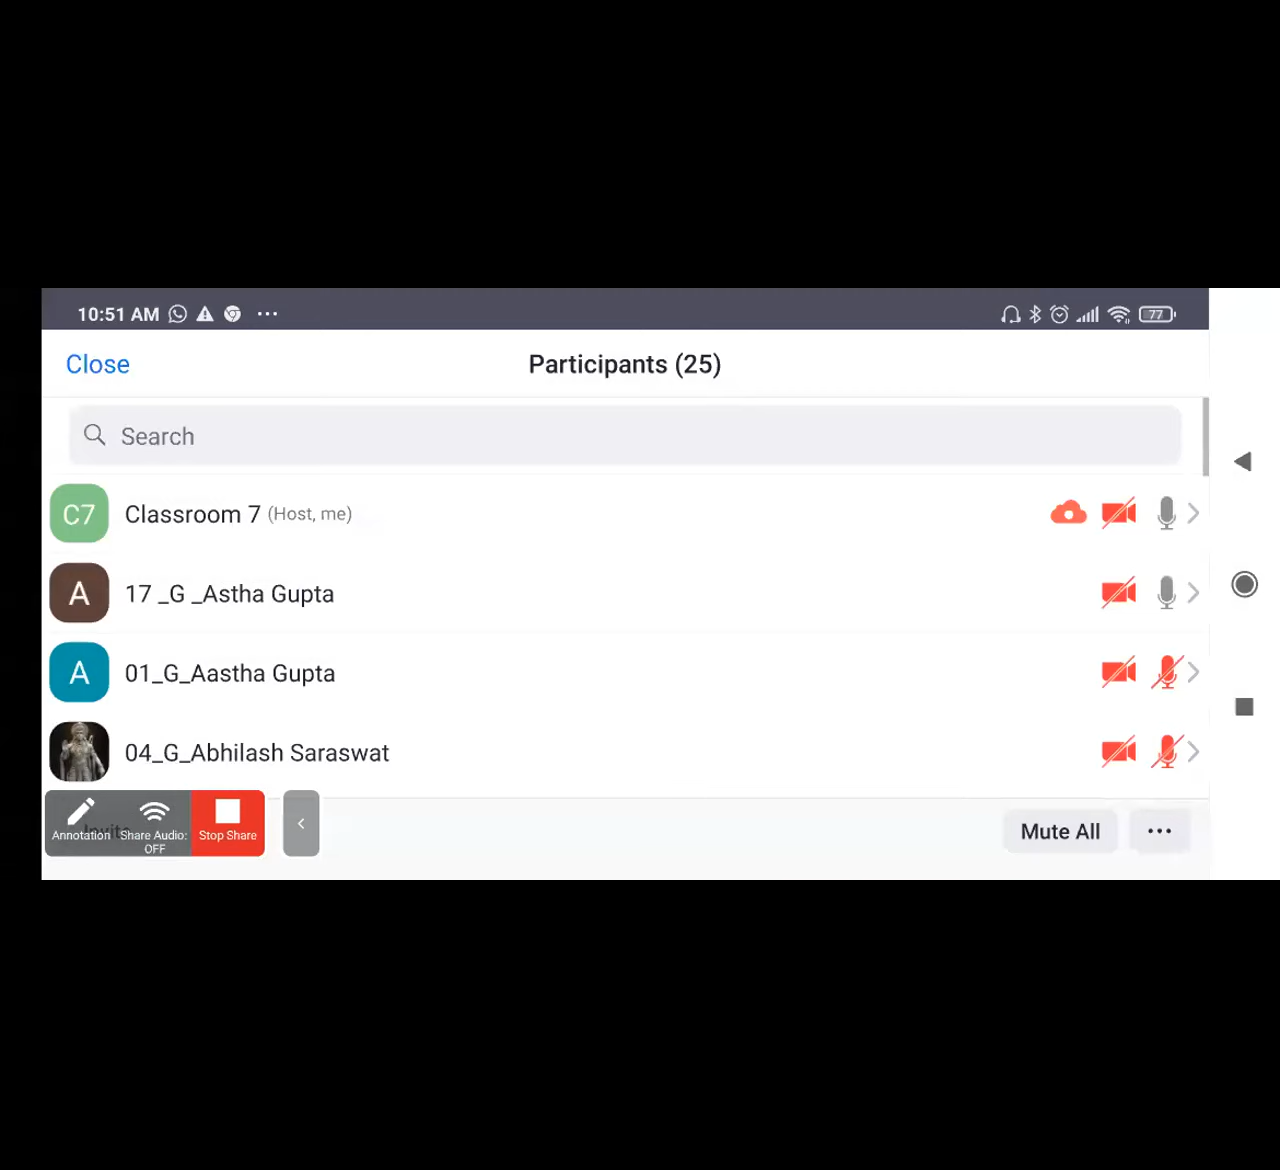 10:51 AM ... 77
Close Participants (25)
Search
C7 Classroom 7 (Host, me)
A 17 _G _Astha Gupta
A 01_G_Aastha Gupta
04_G_Abhilash Saraswat
Annotation Share Audio: OFF Stop Share
Invite
Mute All ...